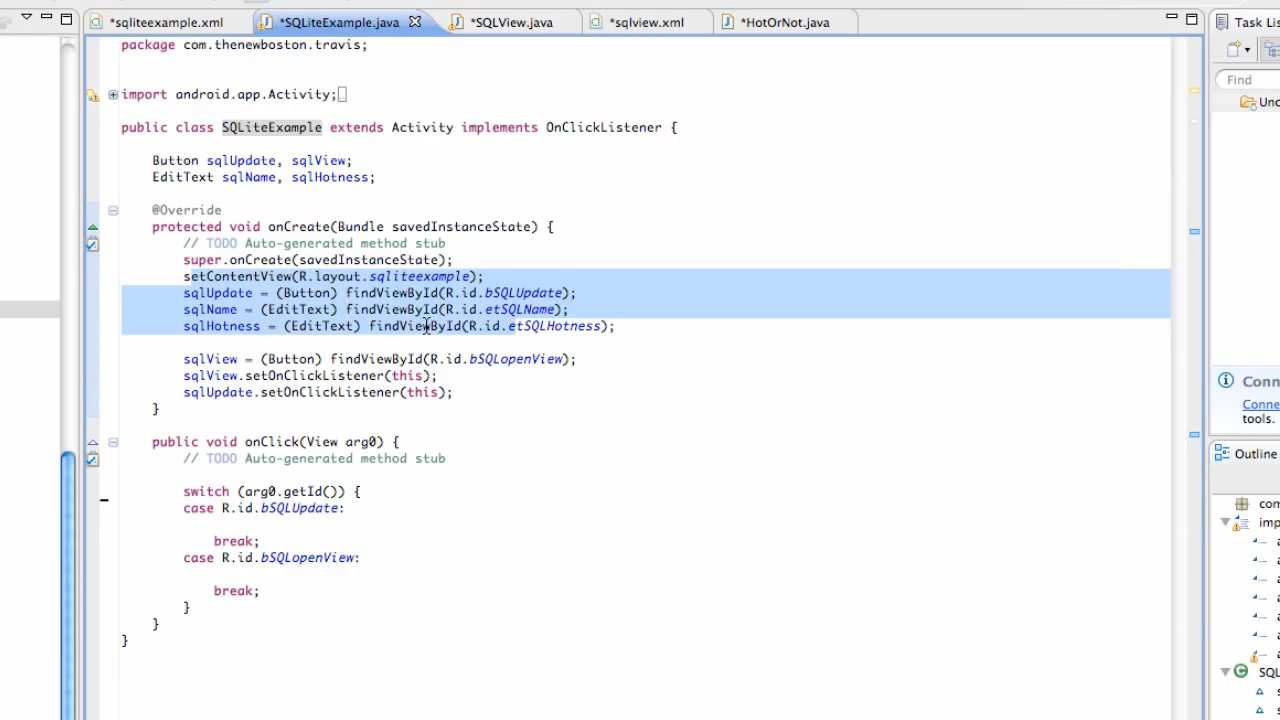 *sqliteexample.xml
*SQLiteExample.java
*SQLView.java
*sqlview.xml
*HotOrNot.java
Task Lis
package com.thenewboston.travis;
import android.app.Activity;
public class SQLiteExample extends Activity implements OnClickListener {
Button sqlUpdate, sqlView;
EditText sqlName, sqlHotness;
@Override
protected void onCreate(Bundle savedInstanceState) {
// TODO Auto-generated method stub
super.onCreate(savedInstanceState);
setContentView(R.layout.sqliteexample);
sqlUpdate = (Button) findViewById(R.id.bSQLUpdate);
sqlName = (EditText) findViewById(R.id.etSQLName);
sqlHotness = (EditText) findViewById(R.id.etSQLHotness);
sqlView = (Button) findViewById(R.id.bSQLopenView);
sqlView.setOnClickListener(this);
sqlUpdate.setOnClickListener(this);
}
public void onClick(View arg0) {
// TODO Auto-generated method stub
switch (arg0.getId()) {
case R.id.bSQLUpdate:
break;
case R.id.bSQLopenView:
break;
}
}
}
Find
Unc
Conn
Conne
tools.
Outline
com
imp
SQL